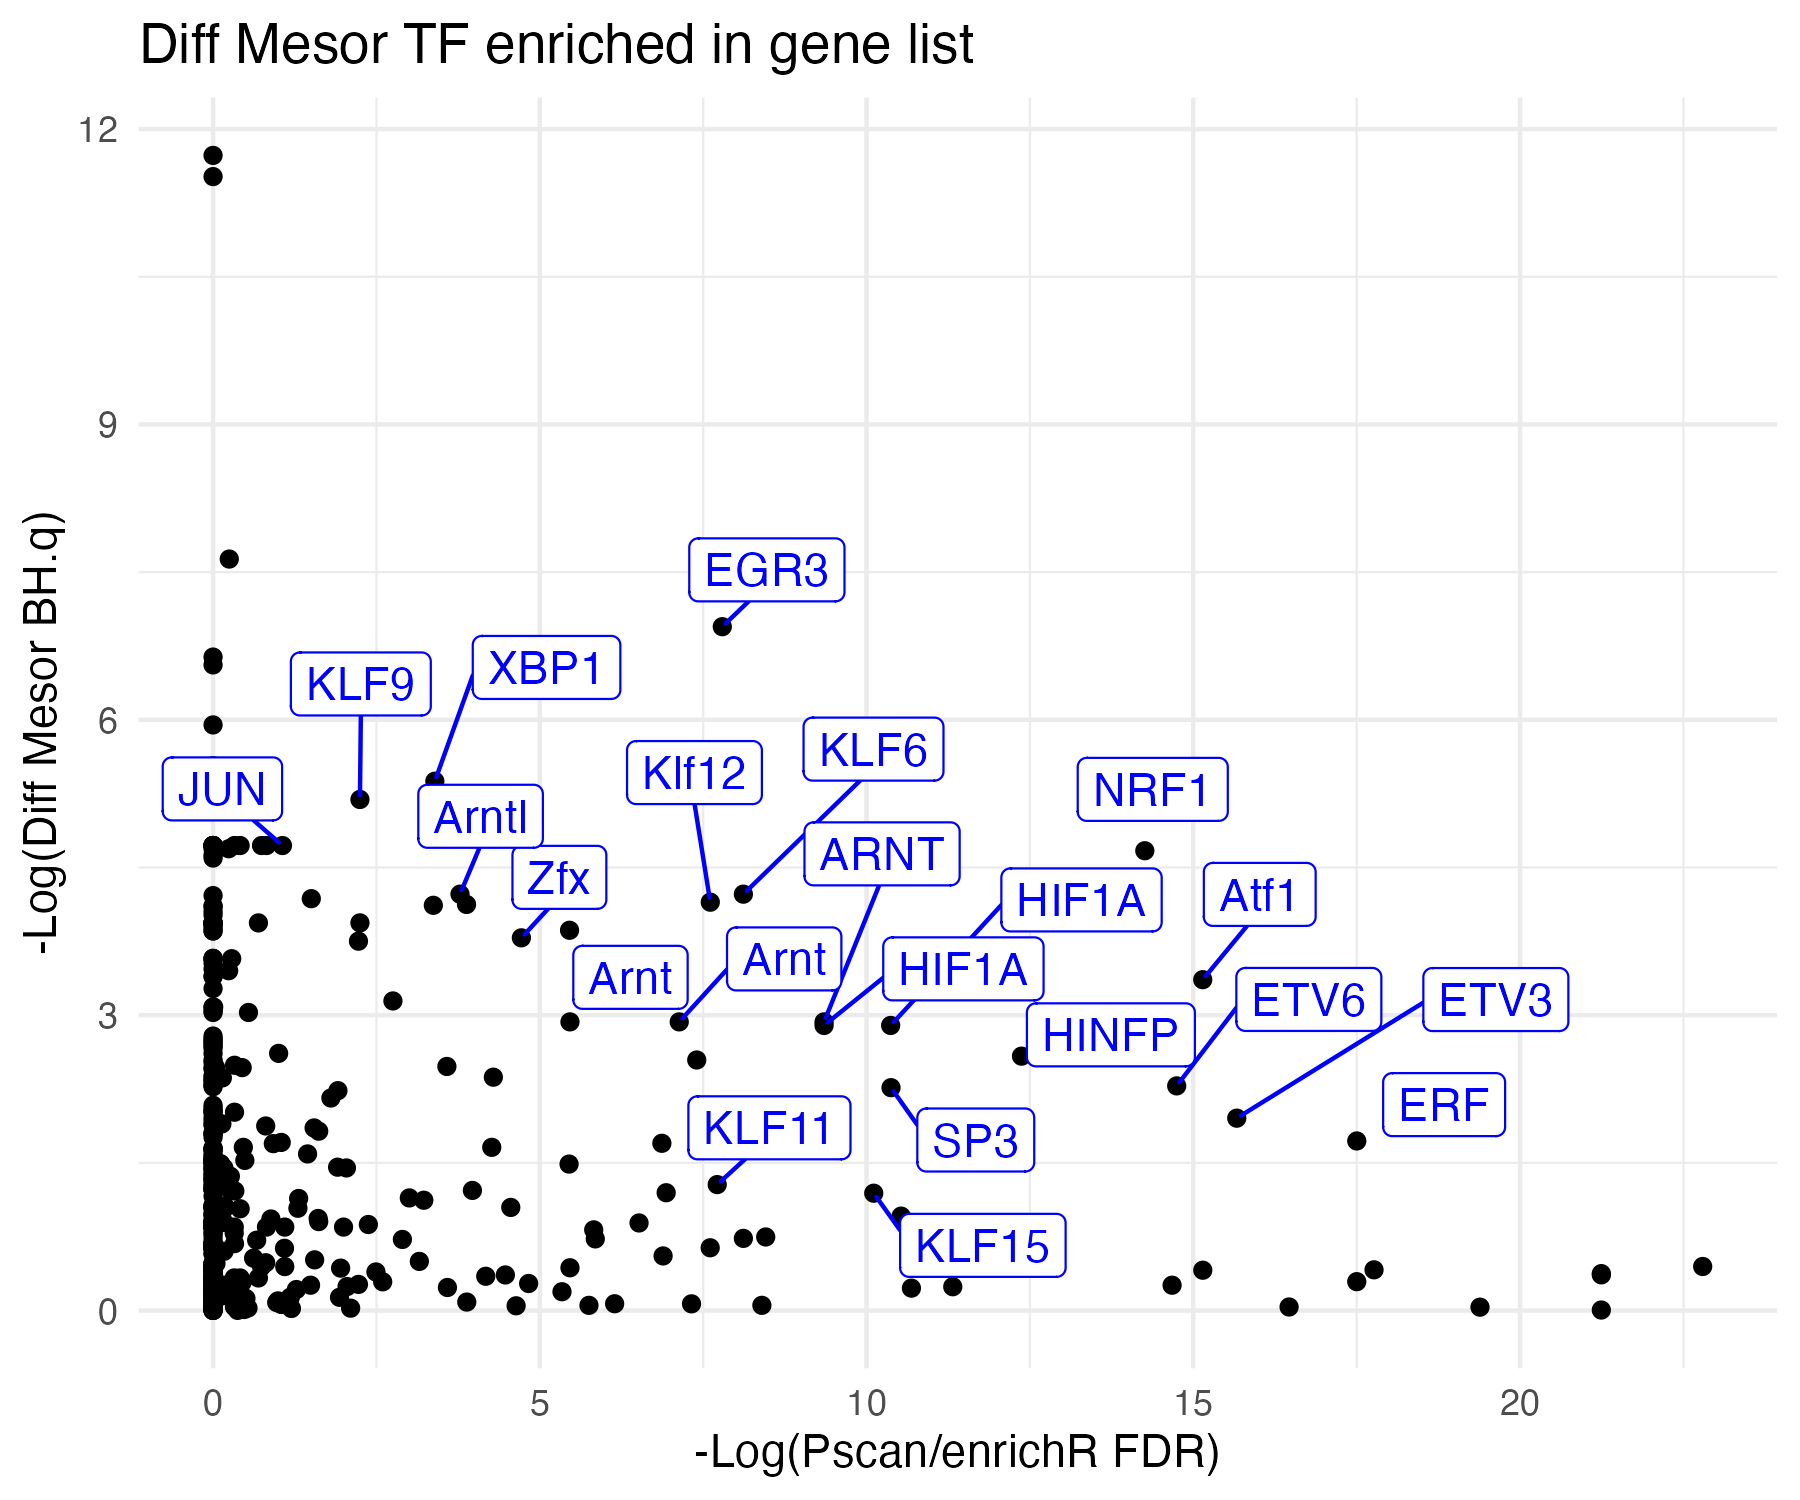 Diff Mesor TF enriched in gene list
12
9
6
3
0
-Log(Diff Mesor BH.q)
EGR3
XBP1
KLF9
KLF6
Klf12
JUN
NRF1
Arntl
ARNT
Zfx
HIF1A
Atf1
Arnt
Arnt
HIF1A
ETV6
ETV3
HINFP
ERF
KLF11
SP3
KLF15
0
5
10
15
20
-Log(Pscan/enrichR FDR)